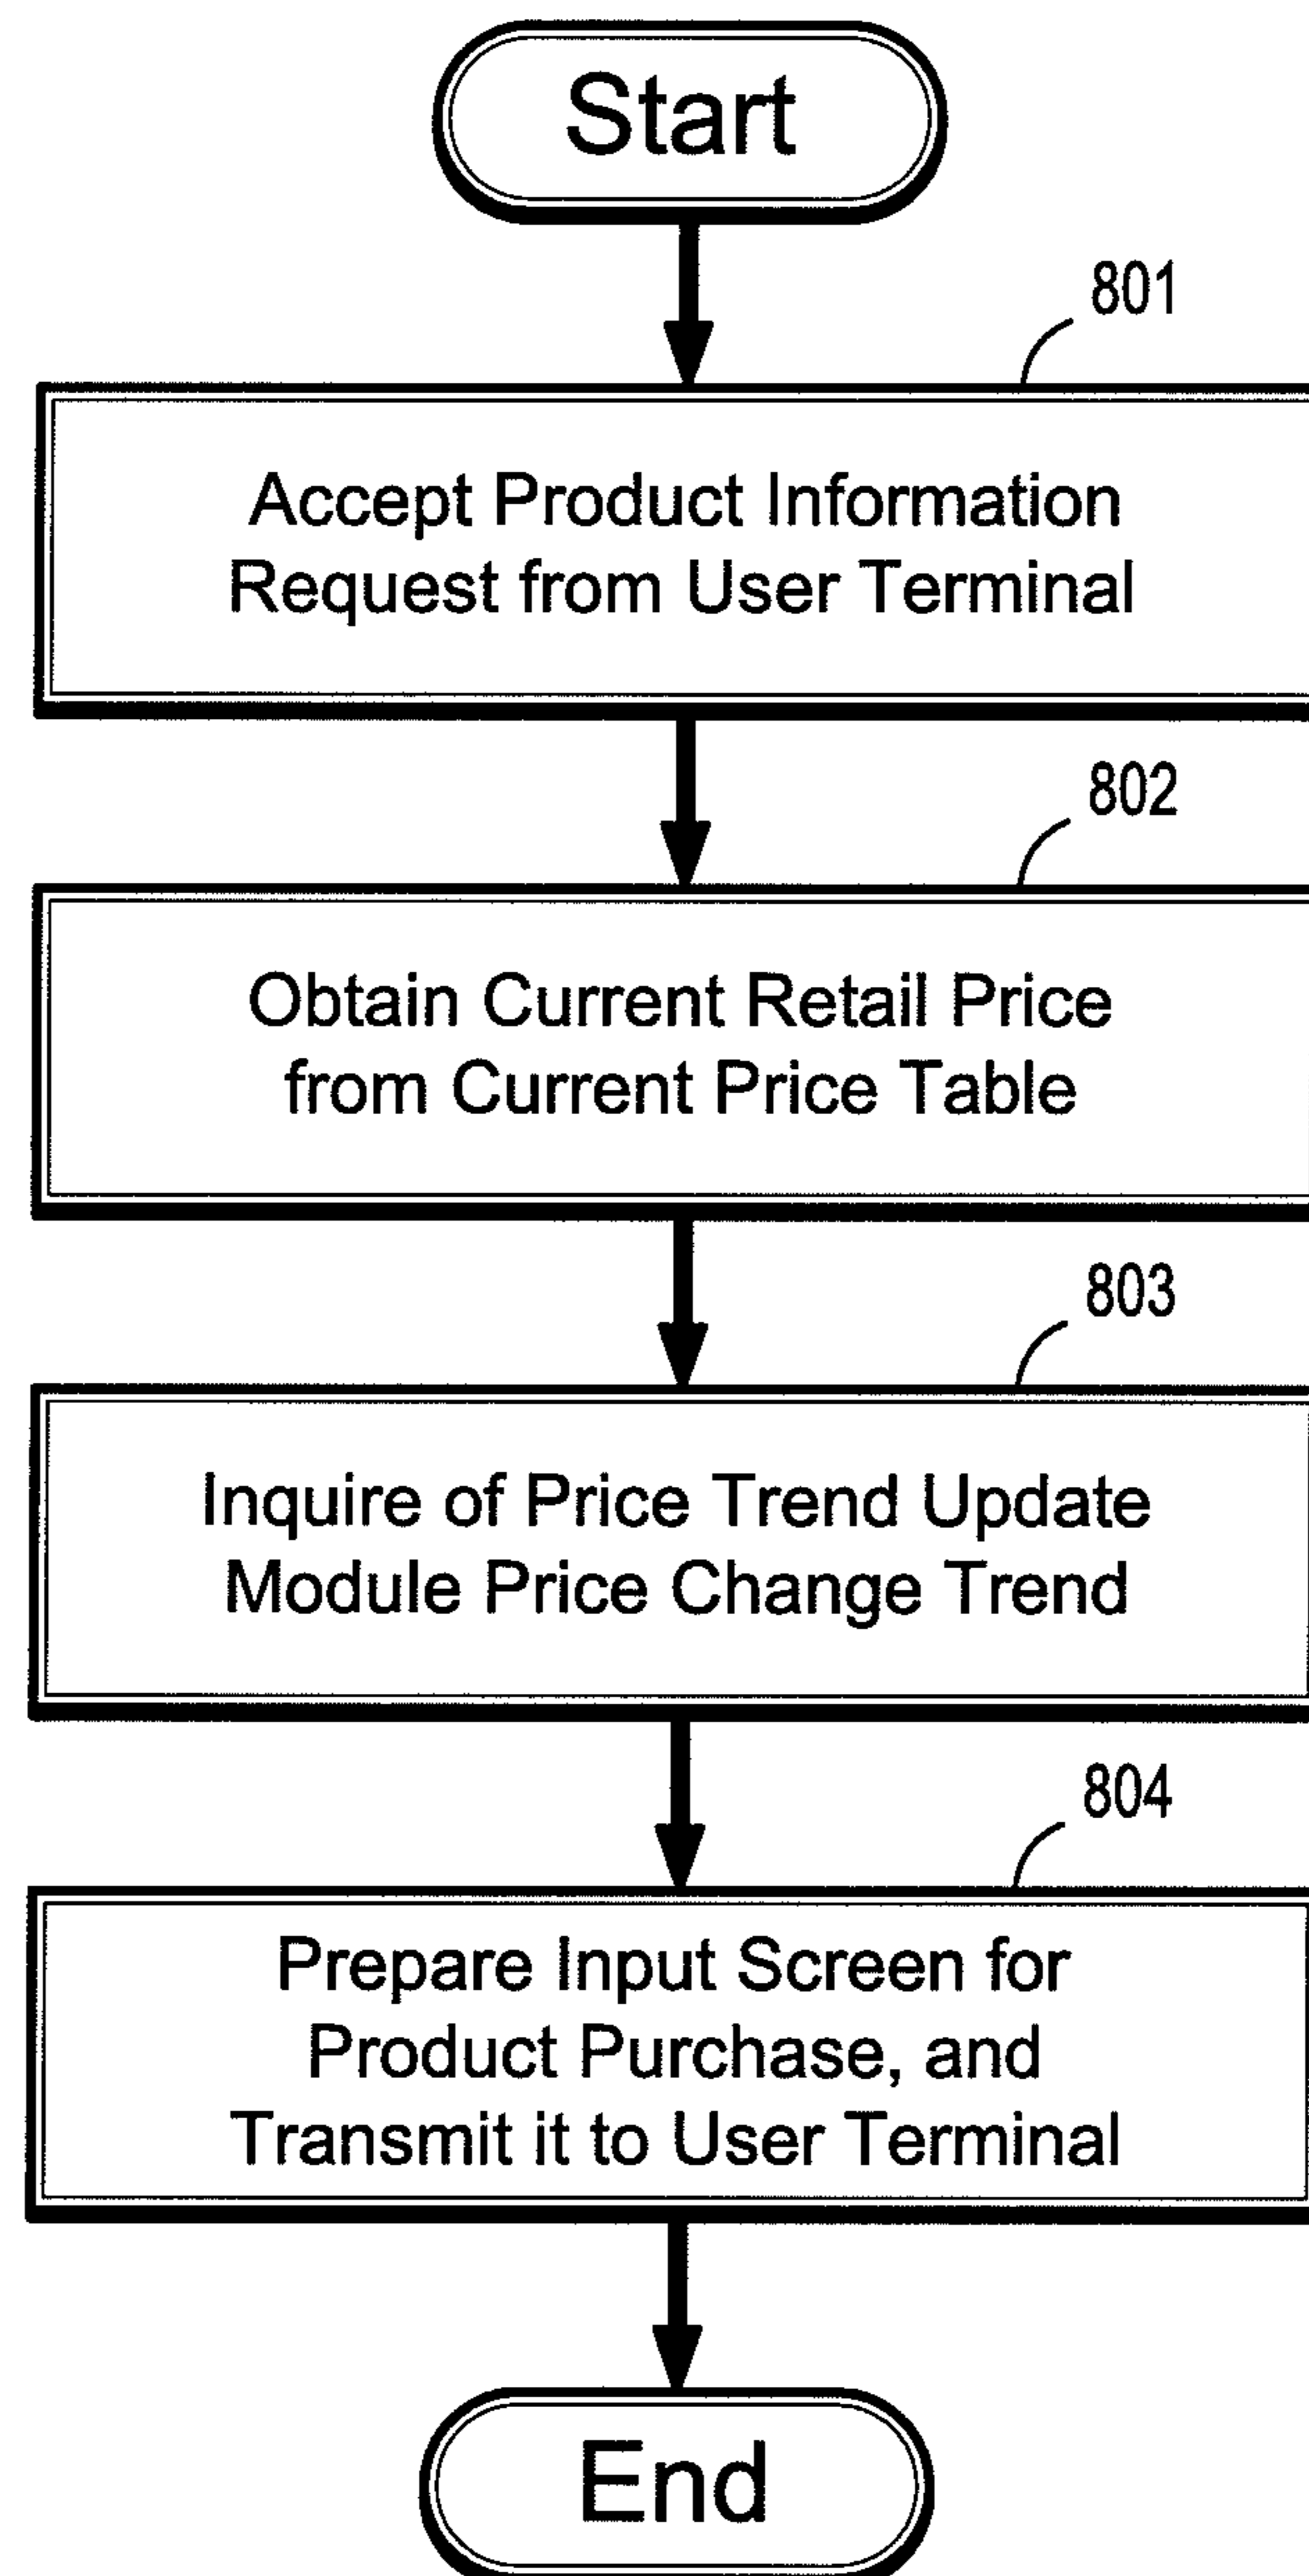 Start
801
Accept Product Information
Request from User Terminal
802
Obtain Current Retail Price
from Current Price Table
803
Inquire of Price Trend Update
Module Price Change Trend
804
Prepare Input Screen for
Product Purchase, and
Transmit it to User Terminal
End